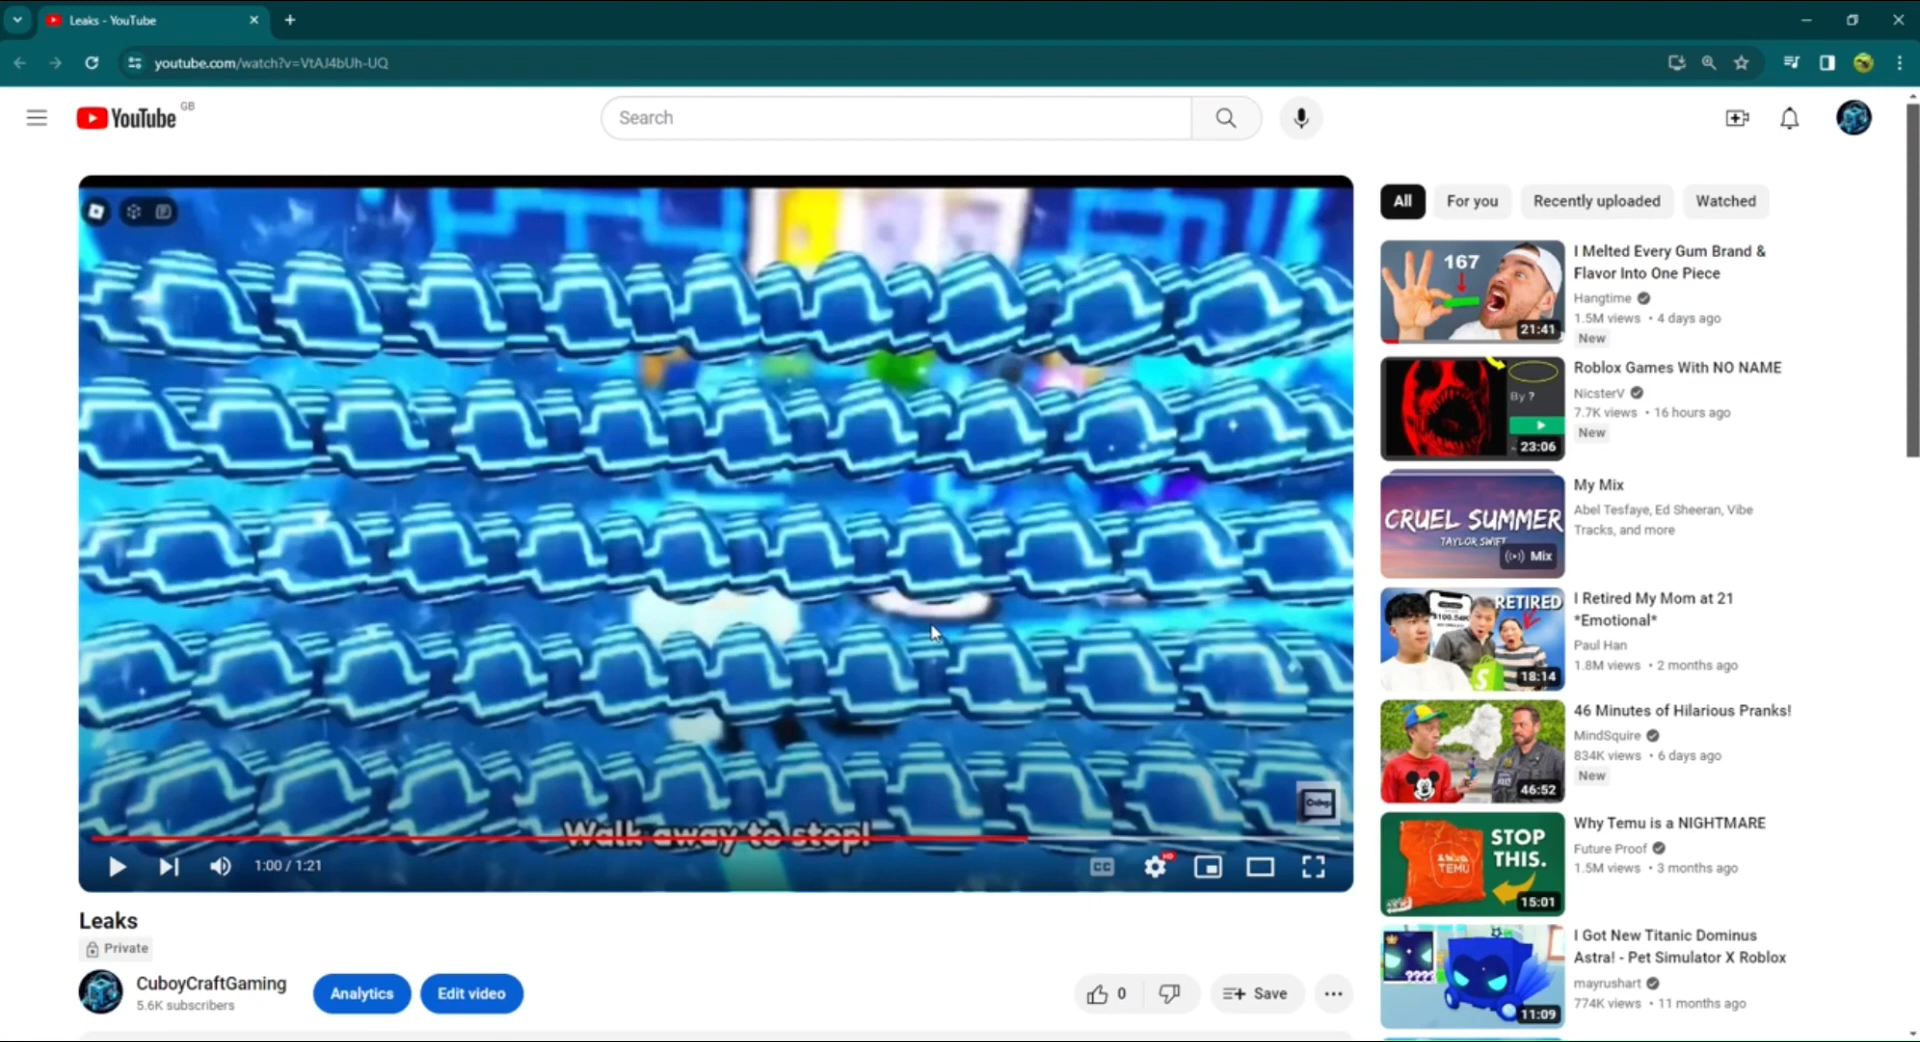 Leaks - YouTube
youtube.com/watch?v=VtAJ4bUh-UQ
YouTube GB
Search
Walk away to stop!
1:00 / 1:21
CC
HD
Leaks
Private
CuboyCraftGaming
5.6K subscribers
Analytics
Edit video
0
Save
All
For you
Recently uploaded
Watched
167
21:41
I Melted Every Gum Brand &
Flavor Into One Piece
Hangtime
1.5M views • 4 days ago
New
By ?
23:06
Roblox Games With NO NAME
NicsterV
7.7K views • 16 hours ago
New
CRUEL SUMMER
TAYLOR SWIFT
Mix
My Mix
Abel Tesfaye, Ed Sheeran, Vibe
Tracks, and more
RETIRED
18:14
I Retired My Mom at 21
*Emotional*
Paul Han
1.8M views • 2 months ago
46:52
46 Minutes of Hilarious Pranks!
MindSquire
834K views • 6 days ago
New
STOP
THIS.
TEMU
15:01
Why Temu is a NIGHTMARE
Future Proof
1.5M views • 3 months ago
????
11:09
I Got New Titanic Dominus
Astra! - Pet Simulator X Roblox
mayrushart
774K views • 11 months ago